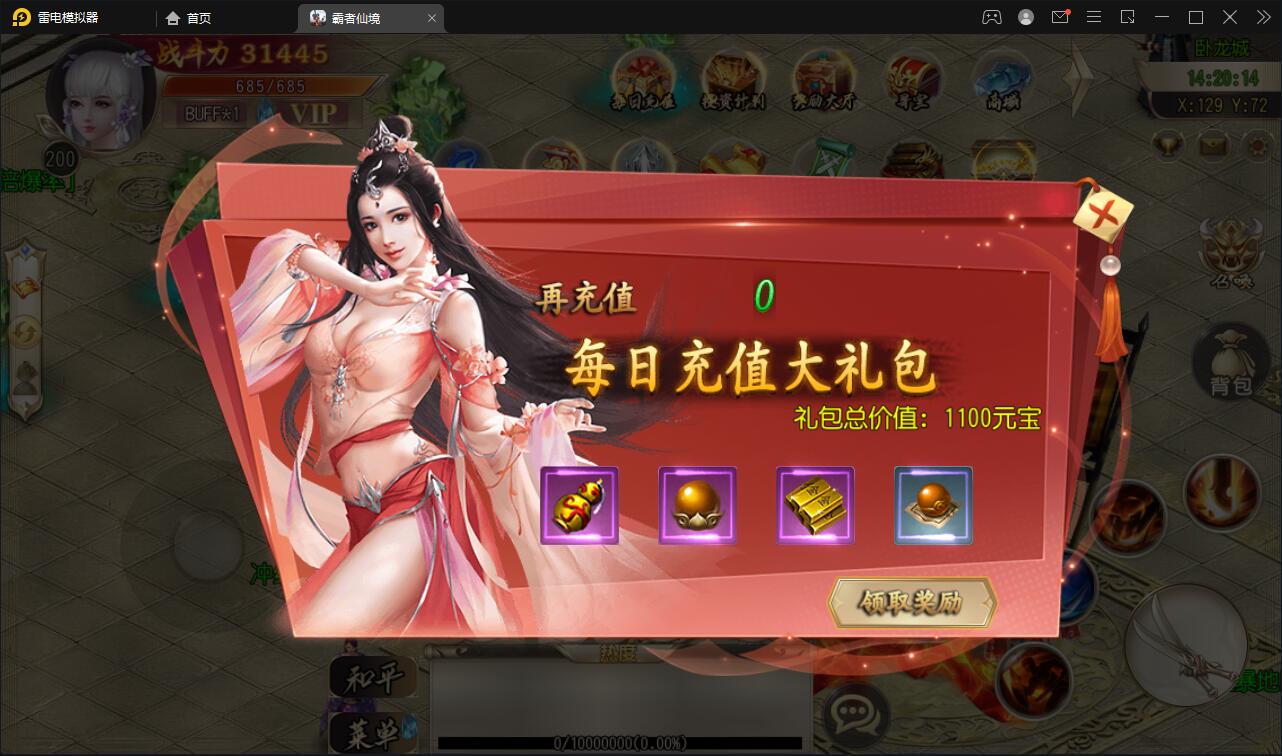 雷电模拟器
首页
霸者仙境
战斗力 31445
685/685
BUFF*1
VIP
200
每日充值
投资计划
奖励大厅
寻宝
商城
卧龙城
14:20:14
X:129 Y:72
召唤
背包
再充值 0
每日充值大礼包
礼包总价值：1100元宝
领取奖励
热度
和平
菜单
0/10000000(0.00%)